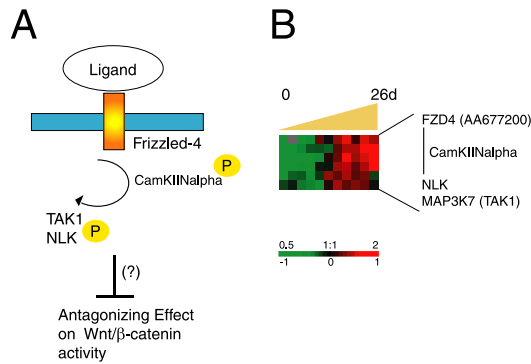 A
Ligand
Frizzled-4
CamKIINalpha
P
TAK1
NLK
P
(?)
Antagonizing Effect
on Wnt/β-catenin
activity
B
0 26d
FZD4 (AA677200)
CamKIINalpha
NLK
MAP3K7 (TAK1)
0.5 1:1 2
-1 0 1